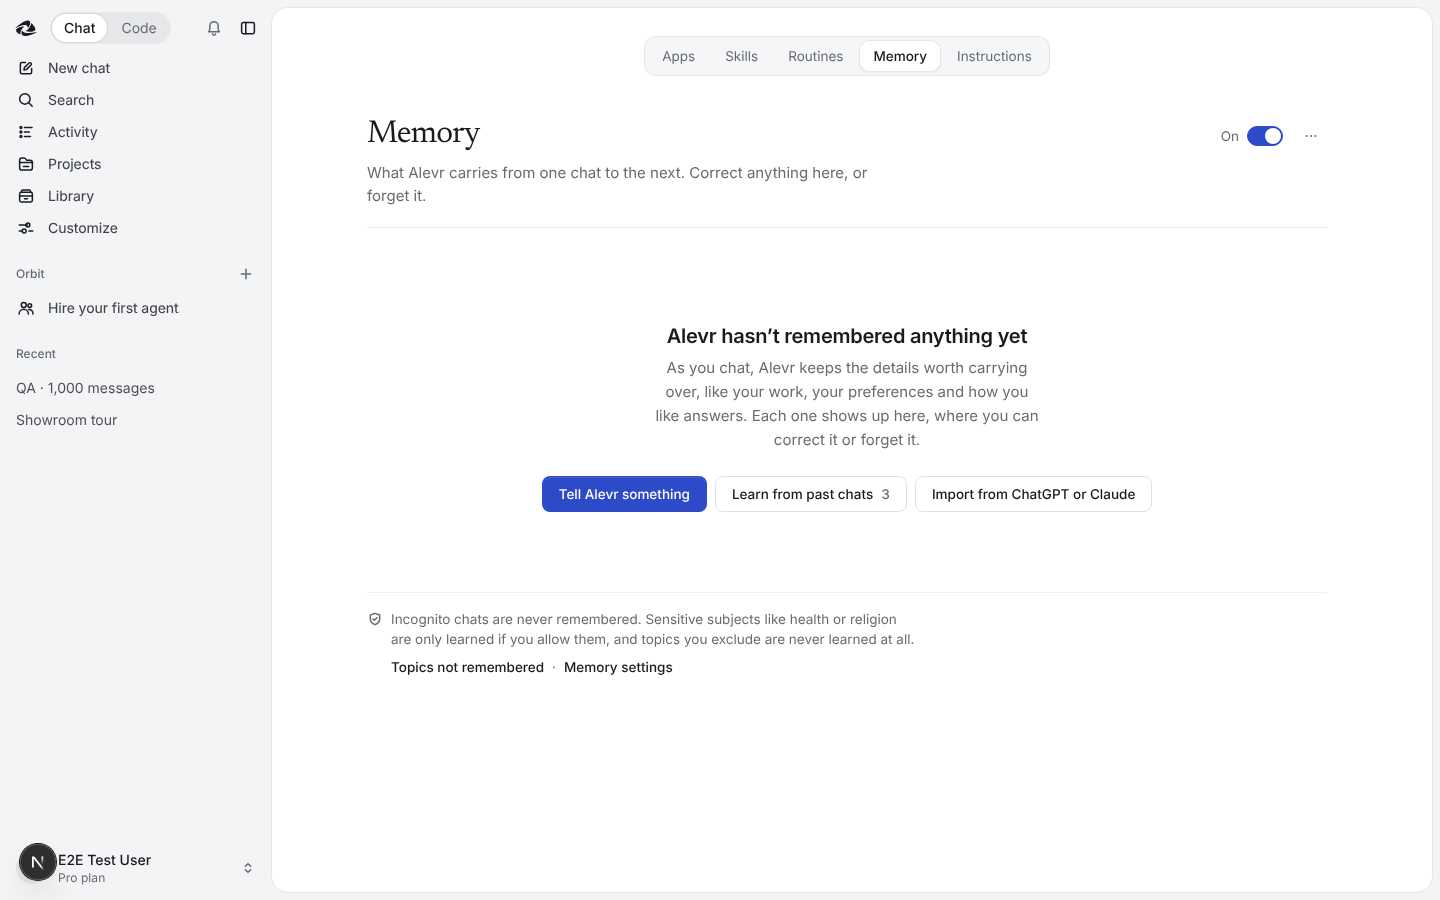 Chat
Code
New chat
Search
Activity
Projects
Library
Customize
Orbit
Hire your first agent
Recent
QA · 1,000 messages
Showroom tour
N
E2E Test User
Pro plan
Apps
Skills
Routines
Memory
Instructions
Memory
On
What Alevr carries from one chat to the next. Correct anything here, or
forget it.
Alevr hasn’t remembered anything yet
As you chat, Alevr keeps the details worth carrying
over, like your work, your preferences and how you
like answers. Each one shows up here, where you can
correct it or forget it.
Tell Alevr something
Learn from past chats 3
Import from ChatGPT or Claude
Incognito chats are never remembered. Sensitive subjects like health or religion
are only learned if you allow them, and topics you exclude are never learned at all.
Topics not remembered · Memory settings